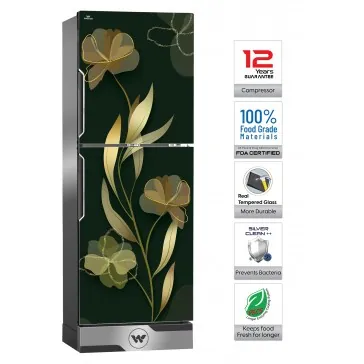 12
Years
GUARANTEE
Compressor
100%
Food Grade
Materials
FDA CERTIFIED
Real
Tempered Glass
More Durable
SILVER
CLEAN ++
Prevents Bacteria
Keeps food
Fresh for longer